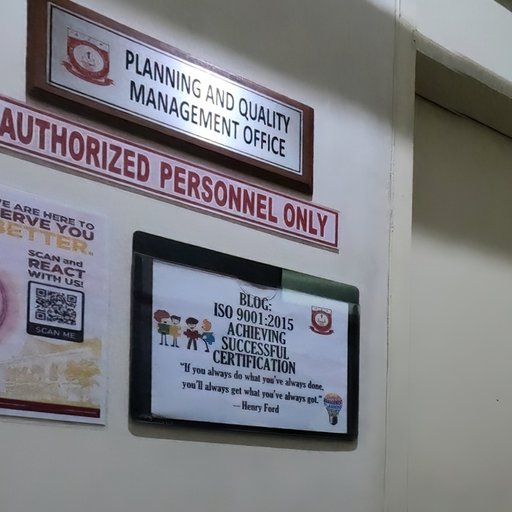 PLANNING AND QUALITY
MANAGEMENT OFFICE
AUTHORIZED PERSONNEL ONLY
WE ARE HERE TO
SERVE YOU
BETTER.
SCAN and
REACT
WITH US!
SCAN ME
BLOG:
ISO 9001:2015
ACHIEVING
SUCCESSFUL
CERTIFICATION
"If you always do what you've always done,
you'll always get what you've always got."
— Henry Ford